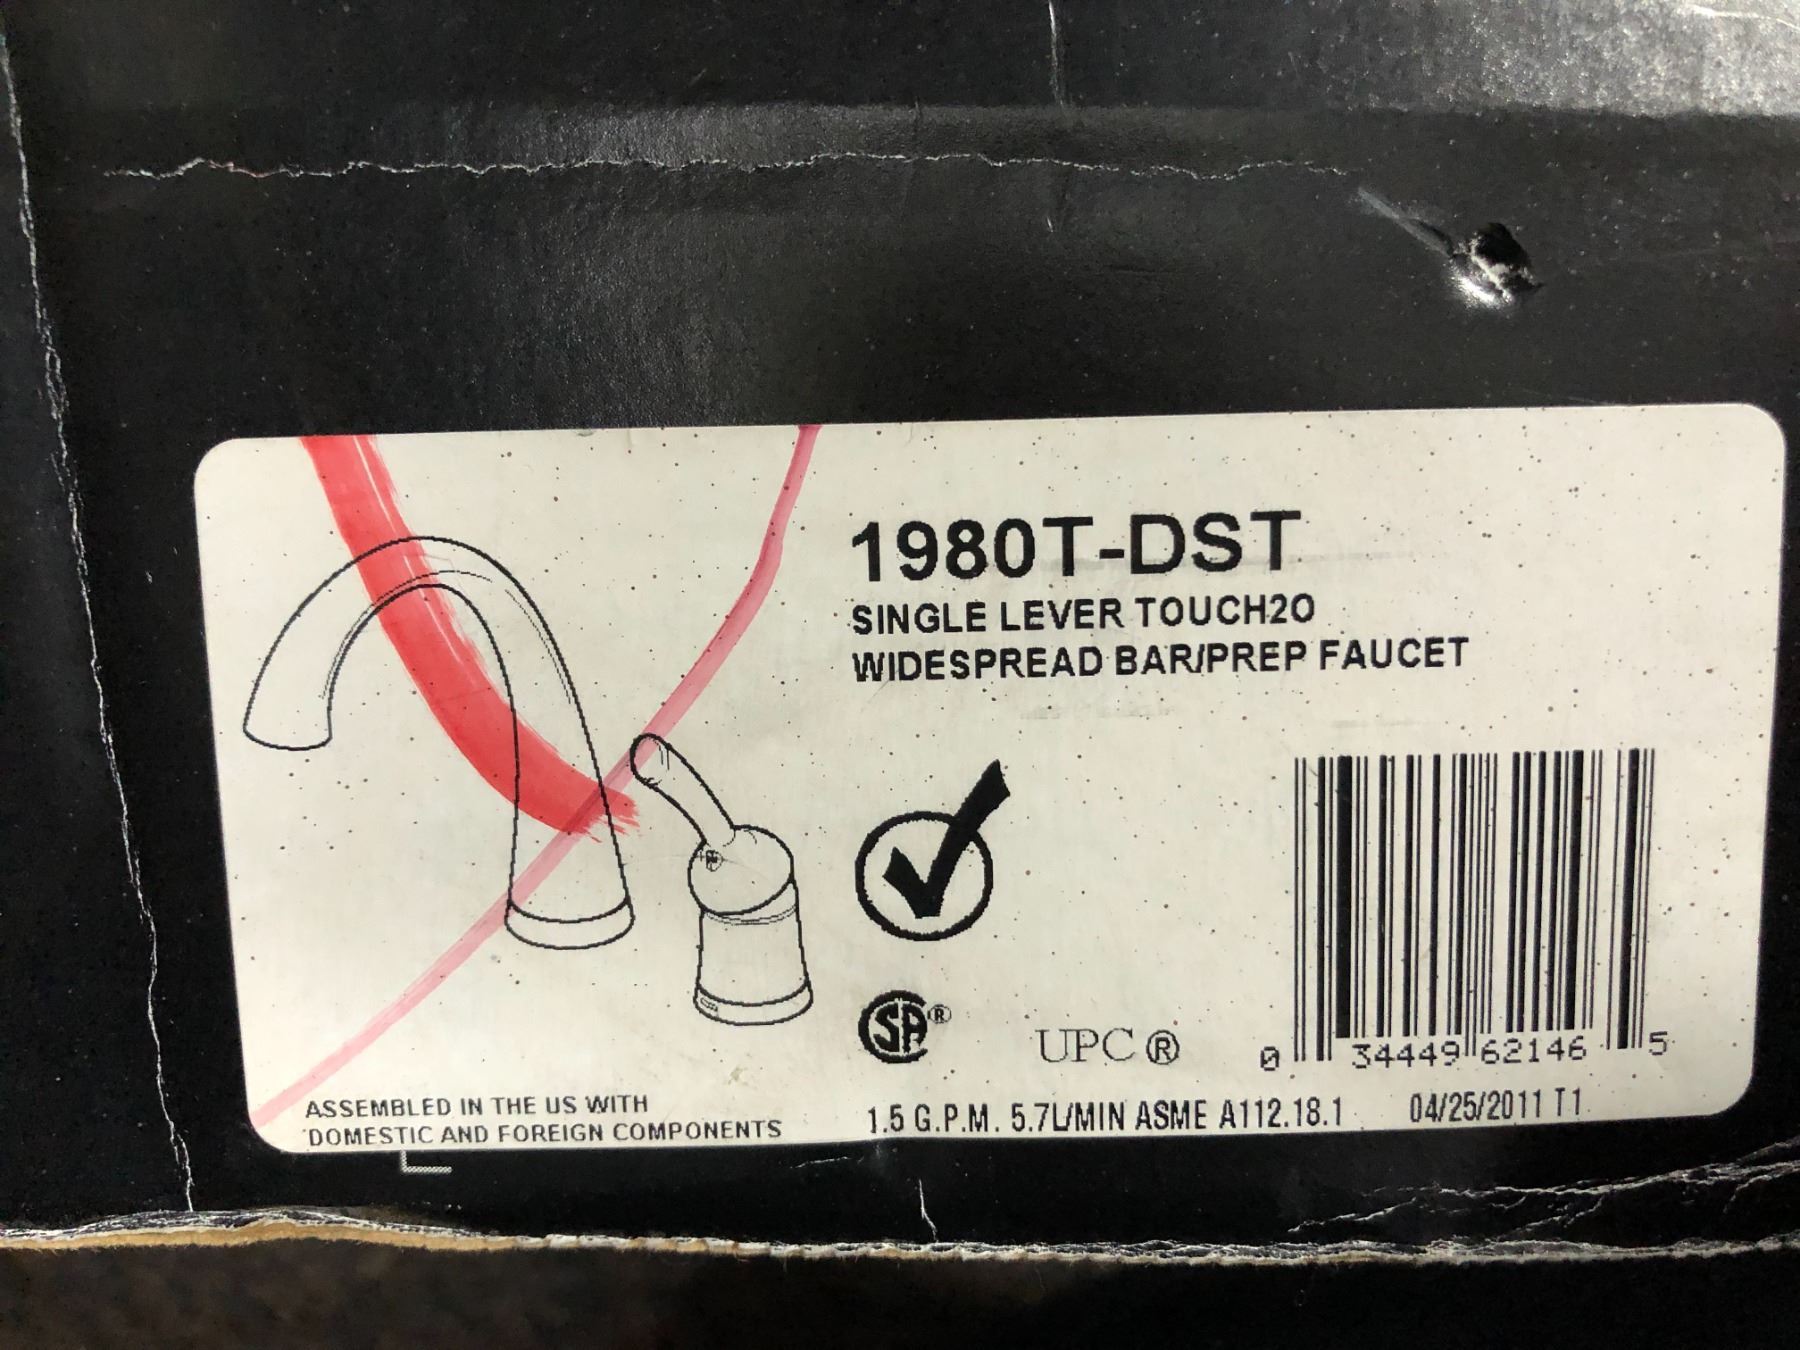 1980T-DST
SINGLE LEVER TOUCH2O
WIDESPREAD BAR/PREP FAUCET
SA®
UPC®
0 34449 62146 5
ASSEMBLED IN THE US WITH
DOMESTIC AND FOREIGN COMPONENTS
1.5 G.P.M. 5.7L/MIN ASME A112.18.1 04/25/2011 T1